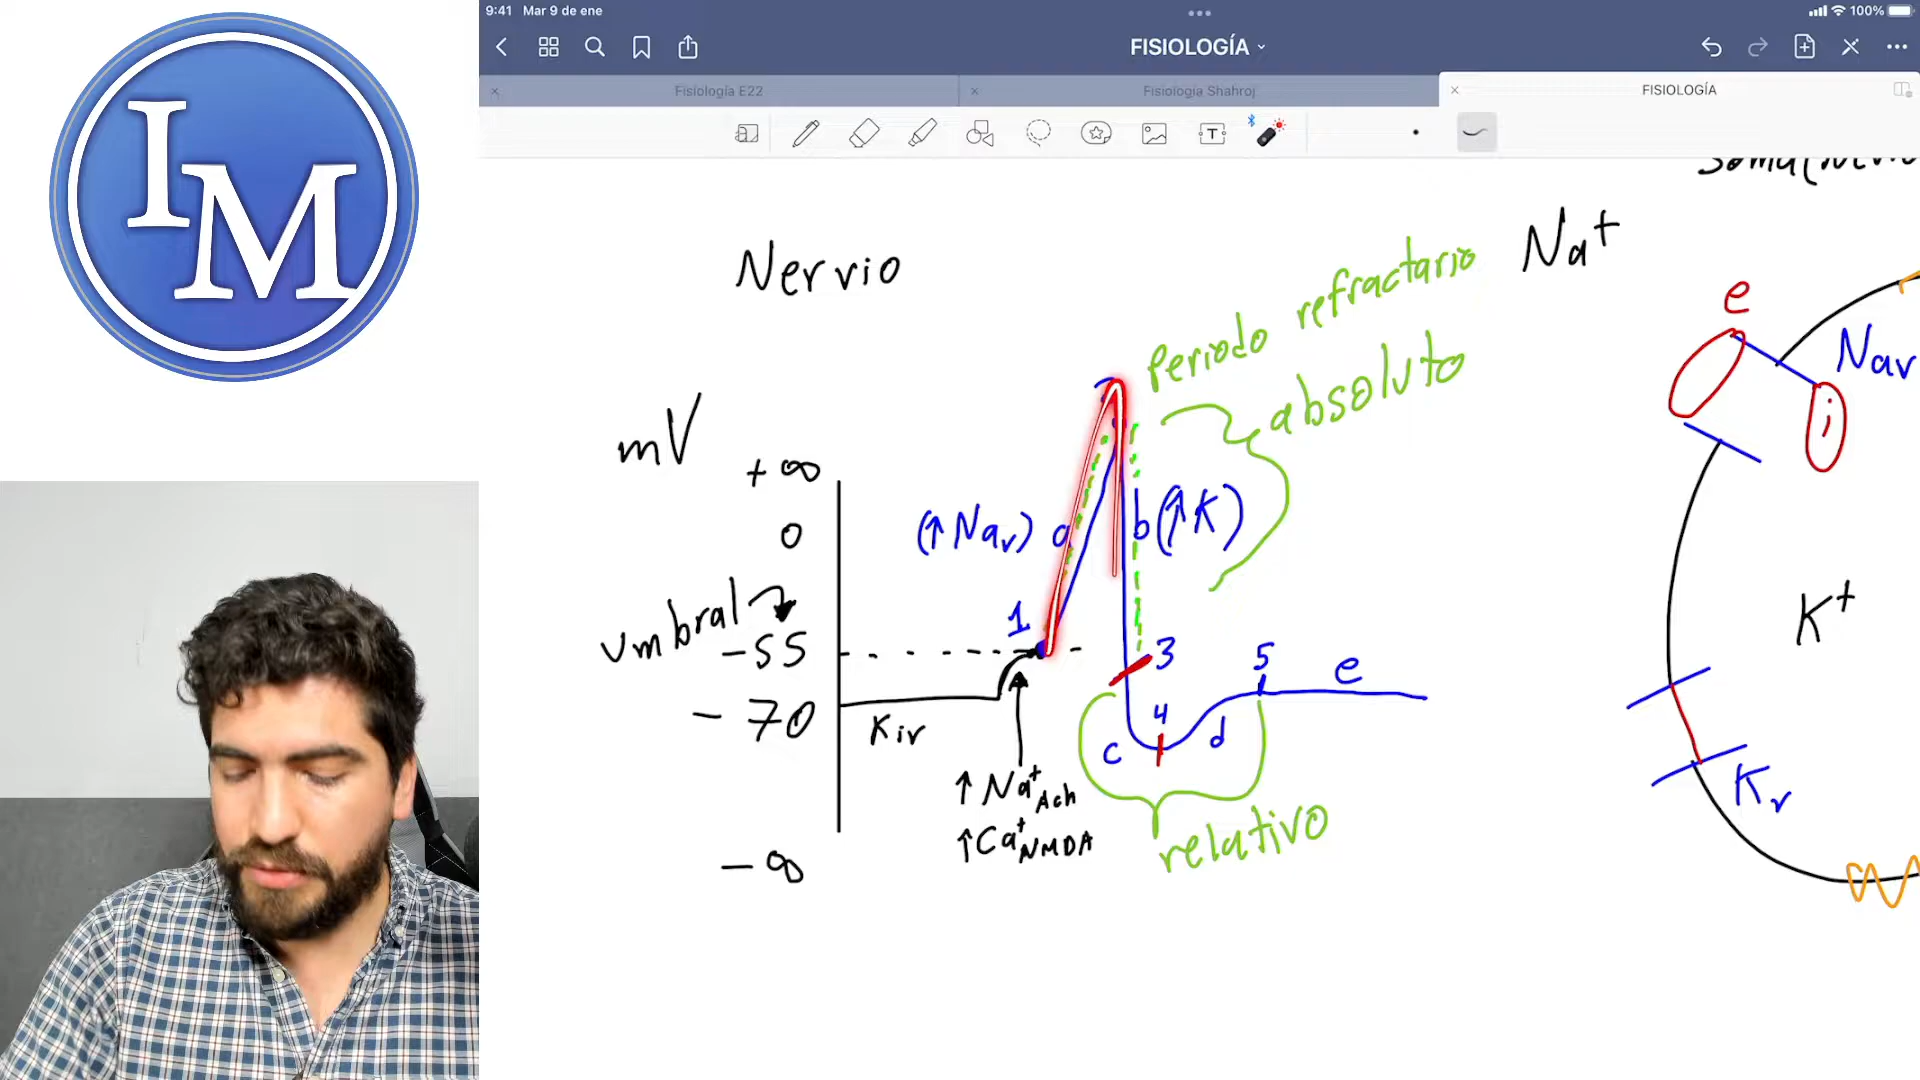 IM
9:41 Mar 9 de ene
100%
FISIOLOGÍA
Fisiología E22
Fisiología Shahroj
FISIOLOGÍA
T
Nervio
Periodo refractario
absoluto
Na+
e
Nav
i
mV
+∞
0
(↑Nav) a
b(↑K)
umbral
1
-55
3
5
e
-70
Kir
4
c
d
↑Na+Ach
↑Ca+NMDA
relativo
-∞
K+
Kv